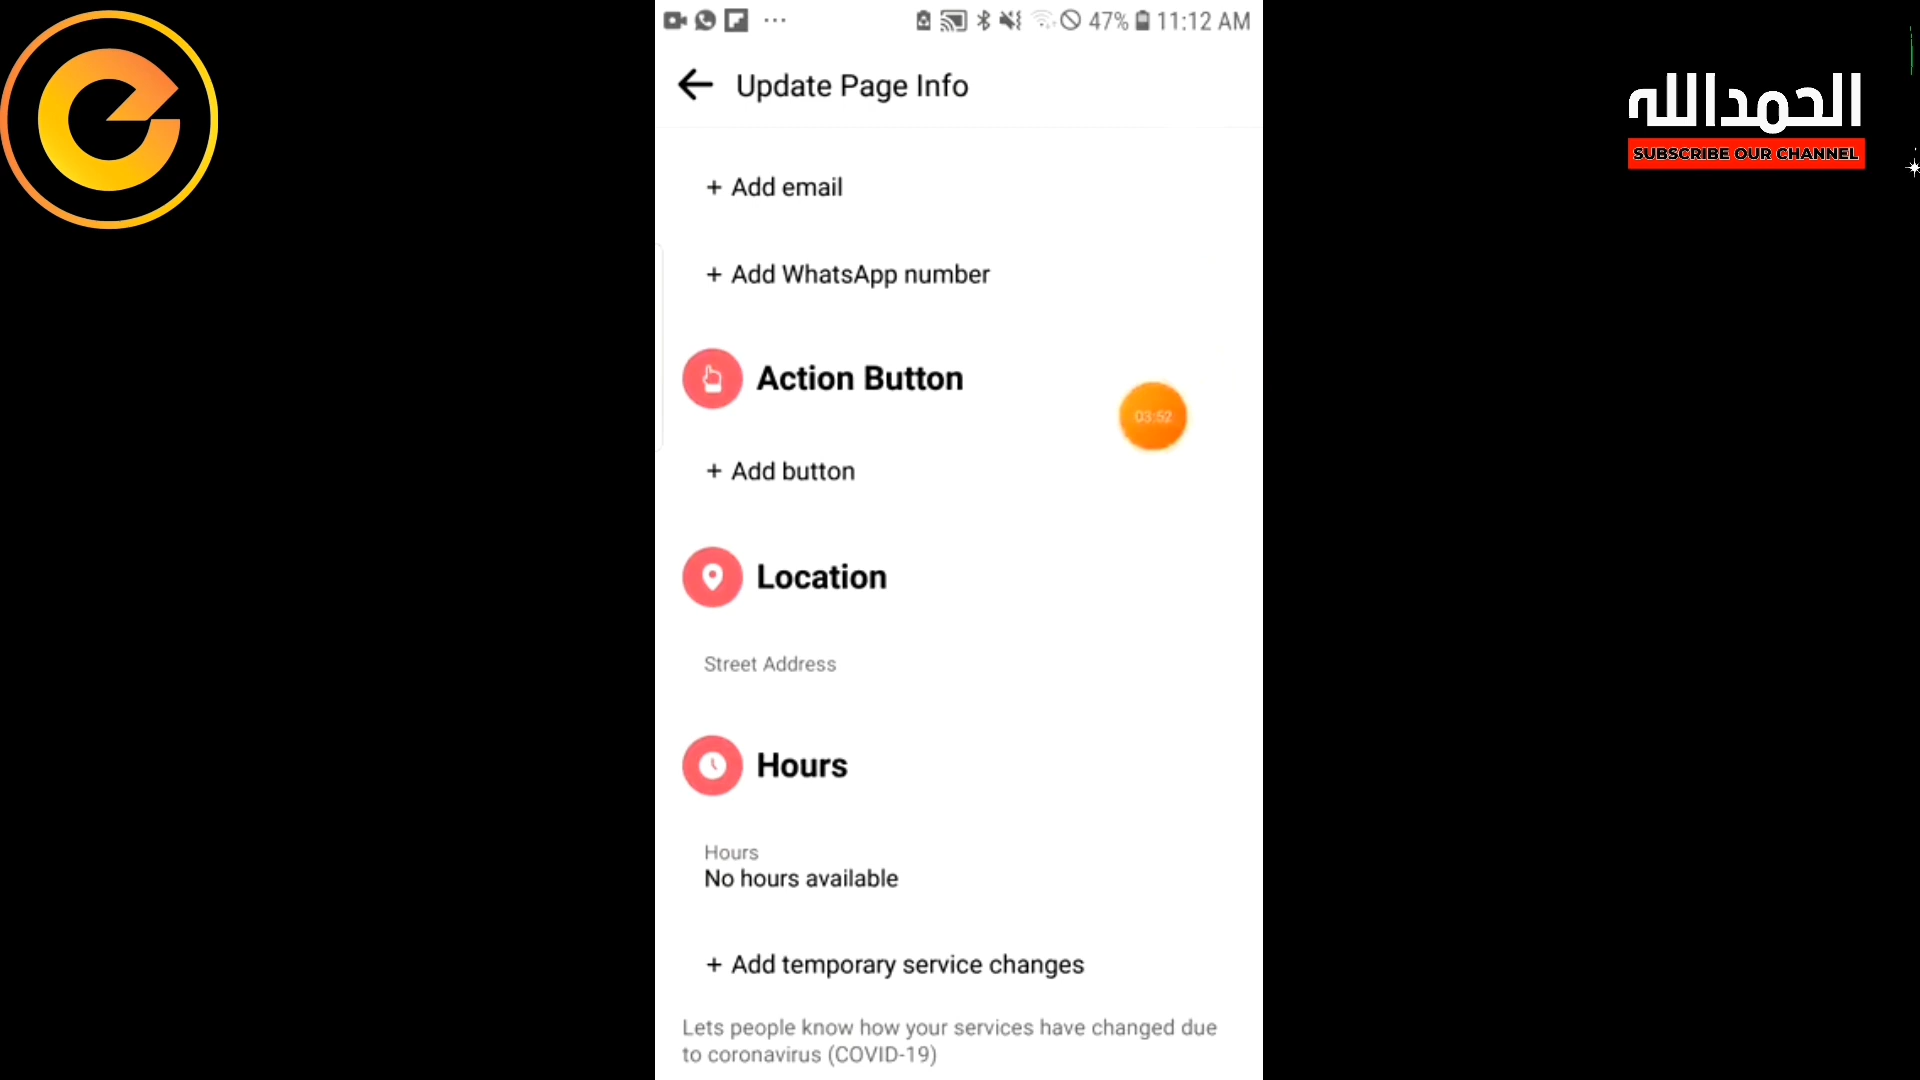 47% 11:12 AM
Update Page Info
الحمدالله
SUBSCRIBE OUR CHANNEL
+ Add email
+ Add WhatsApp number
Action Button
03:52
+ Add button
Location
Street Address
Hours
Hours
No hours available
+ Add temporary service changes
Lets people know how your services have changed due
to coronavirus (COVID-19)